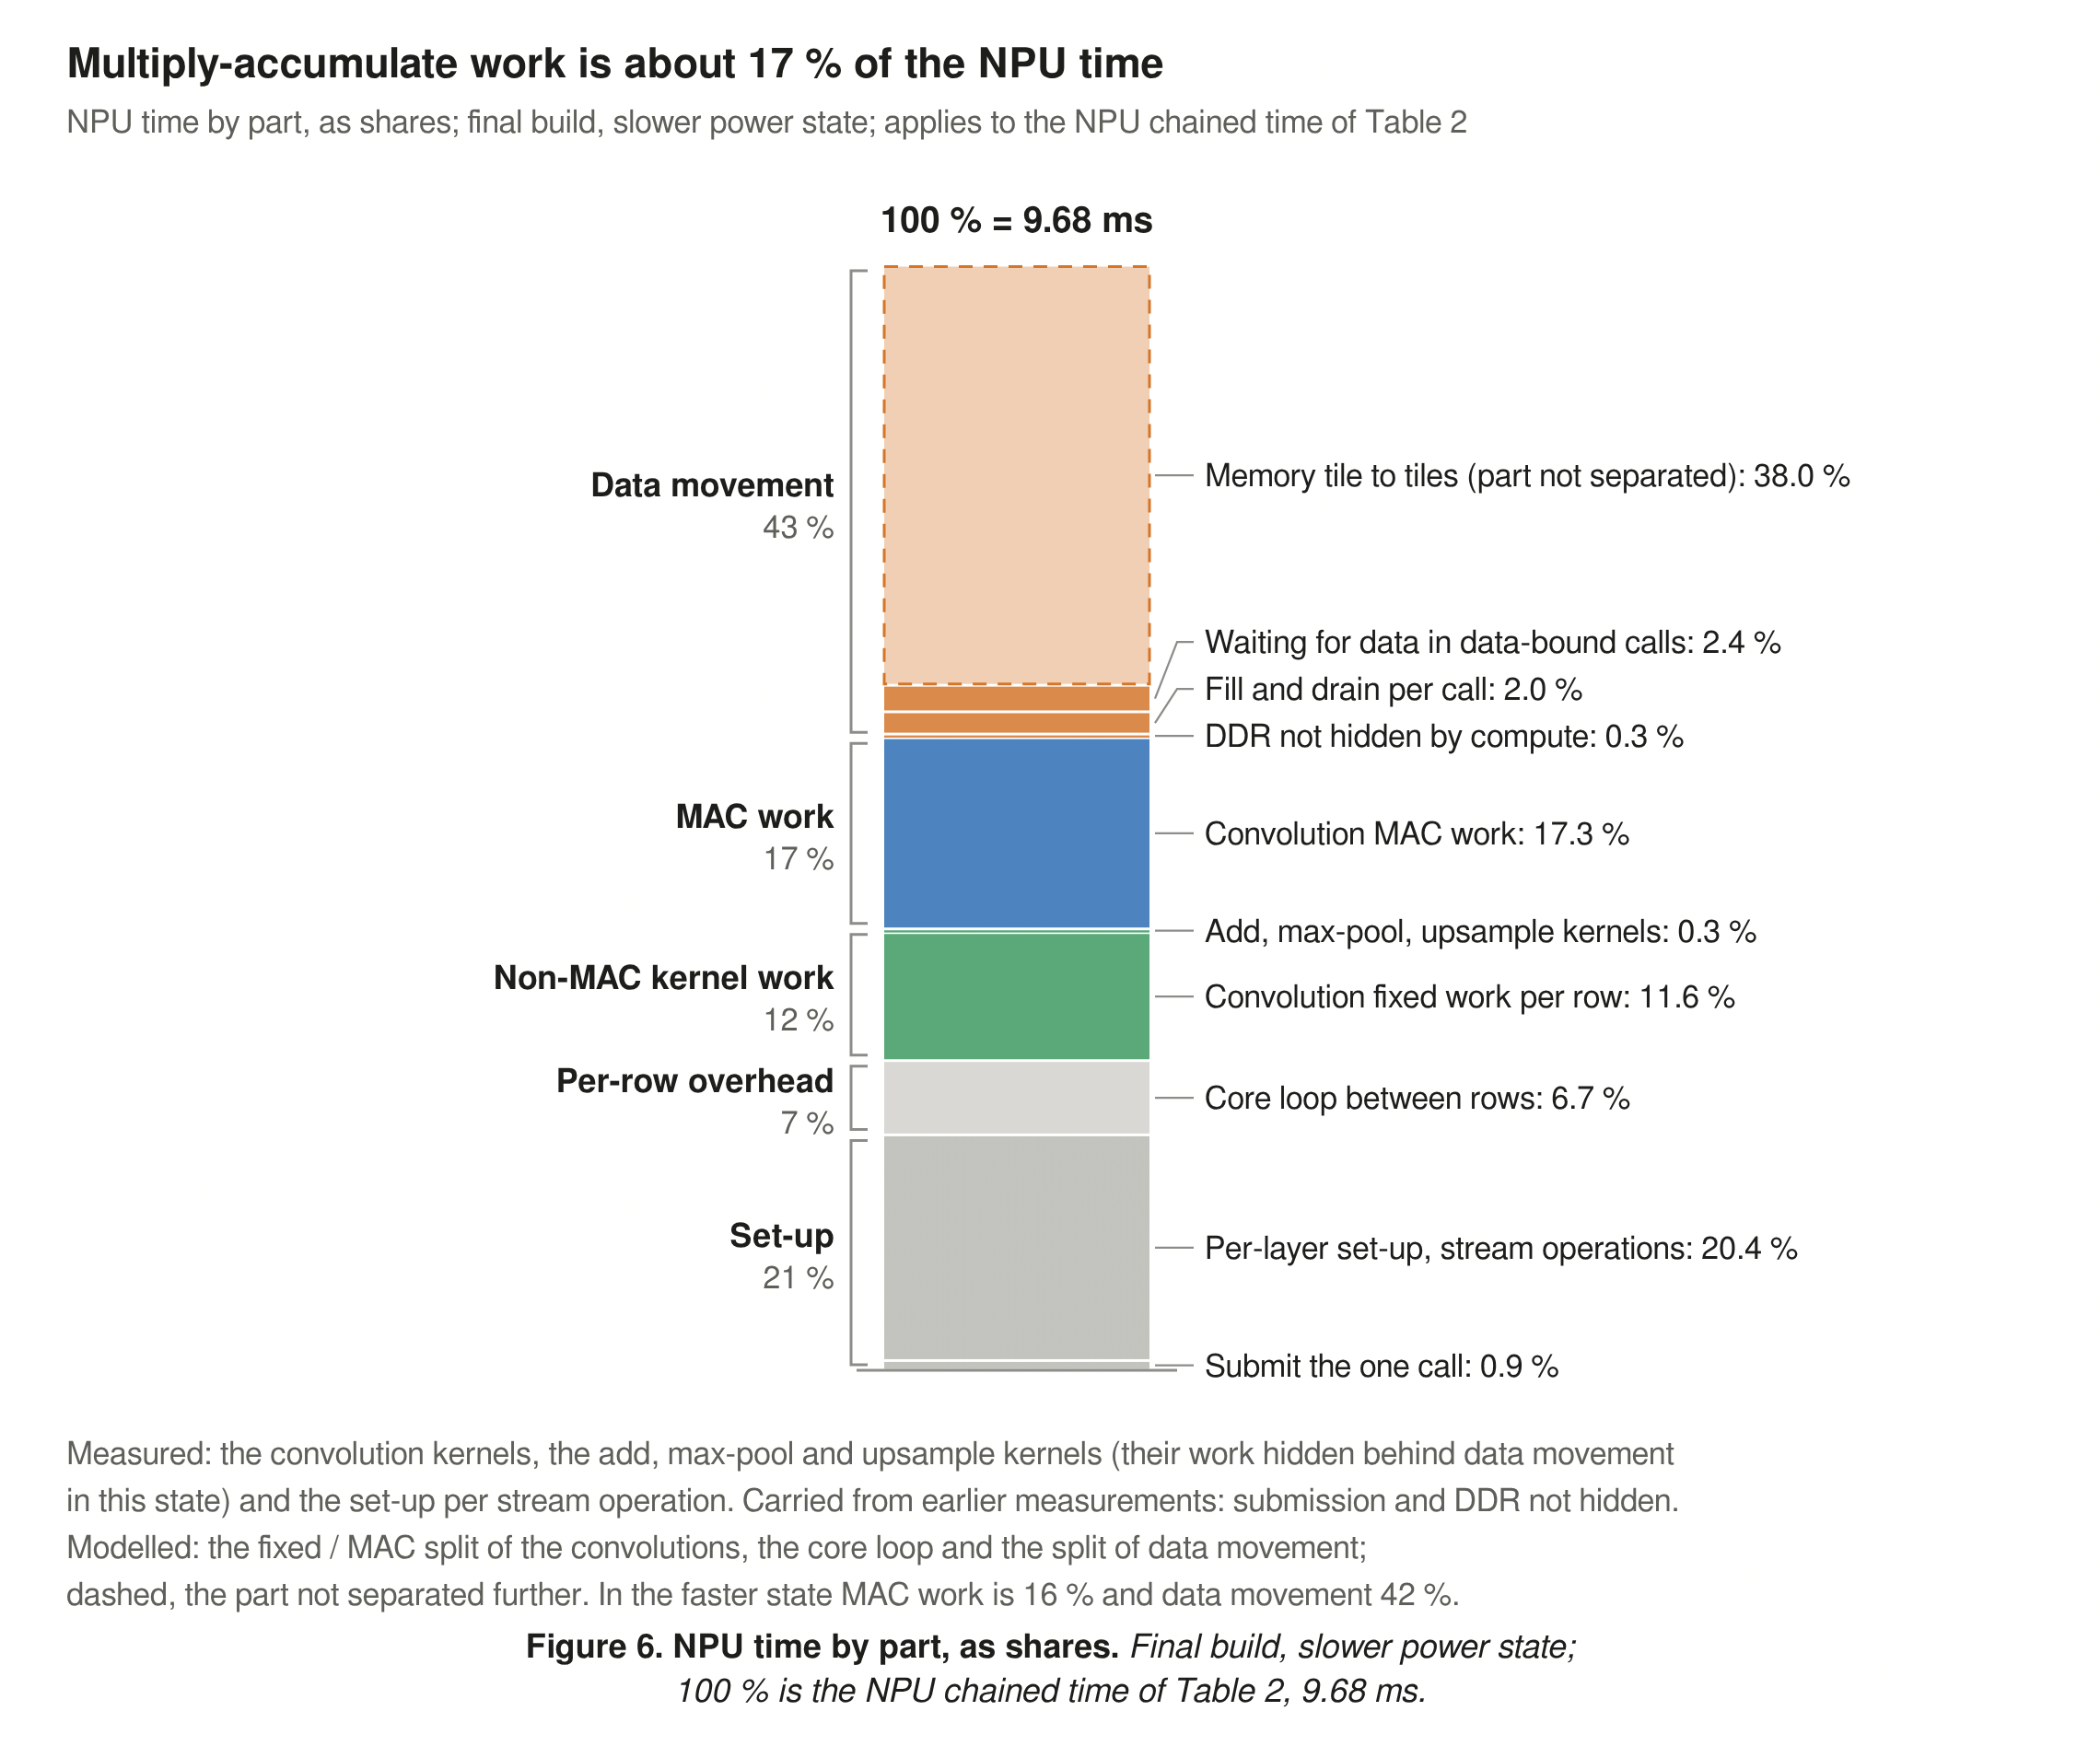 Multiply-accumulate work is about 17 % of the NPU time
NPU time by part, as shares; final build, slower power state; applies to the NPU chained time of Table 2
100 % = 9.68 ms
Data movement
43 %
Memory tile to tiles (part not separated): 38.0 %
Waiting for data in data-bound calls: 2.4 %
Fill and drain per call: 2.0 %
DDR not hidden by compute: 0.3 %
MAC work
17 %
Convolution MAC work: 17.3 %
Add, max-pool, upsample kernels: 0.3 %
Non-MAC kernel work
12 %
Convolution fixed work per row: 11.6 %
Per-row overhead
7 %
Core loop between rows: 6.7 %
Set-up
21 %
Per-layer set-up, stream operations: 20.4 %
Submit the one call: 0.9 %
Measured: the convolution kernels, the add, max-pool and upsample kernels (their work hidden behind data movement
in this state) and the set-up per stream operation. Carried from earlier measurements: submission and DDR not hidden.
Modelled: the fixed / MAC split of the convolutions, the core loop and the split of data movement;
dashed, the part not separated further. In the faster state MAC work is 16 % and data movement 42 %.
Figure 6. NPU time by part, as shares. Final build, slower power state;
100 % is the NPU chained time of Table 2, 9.68 ms.